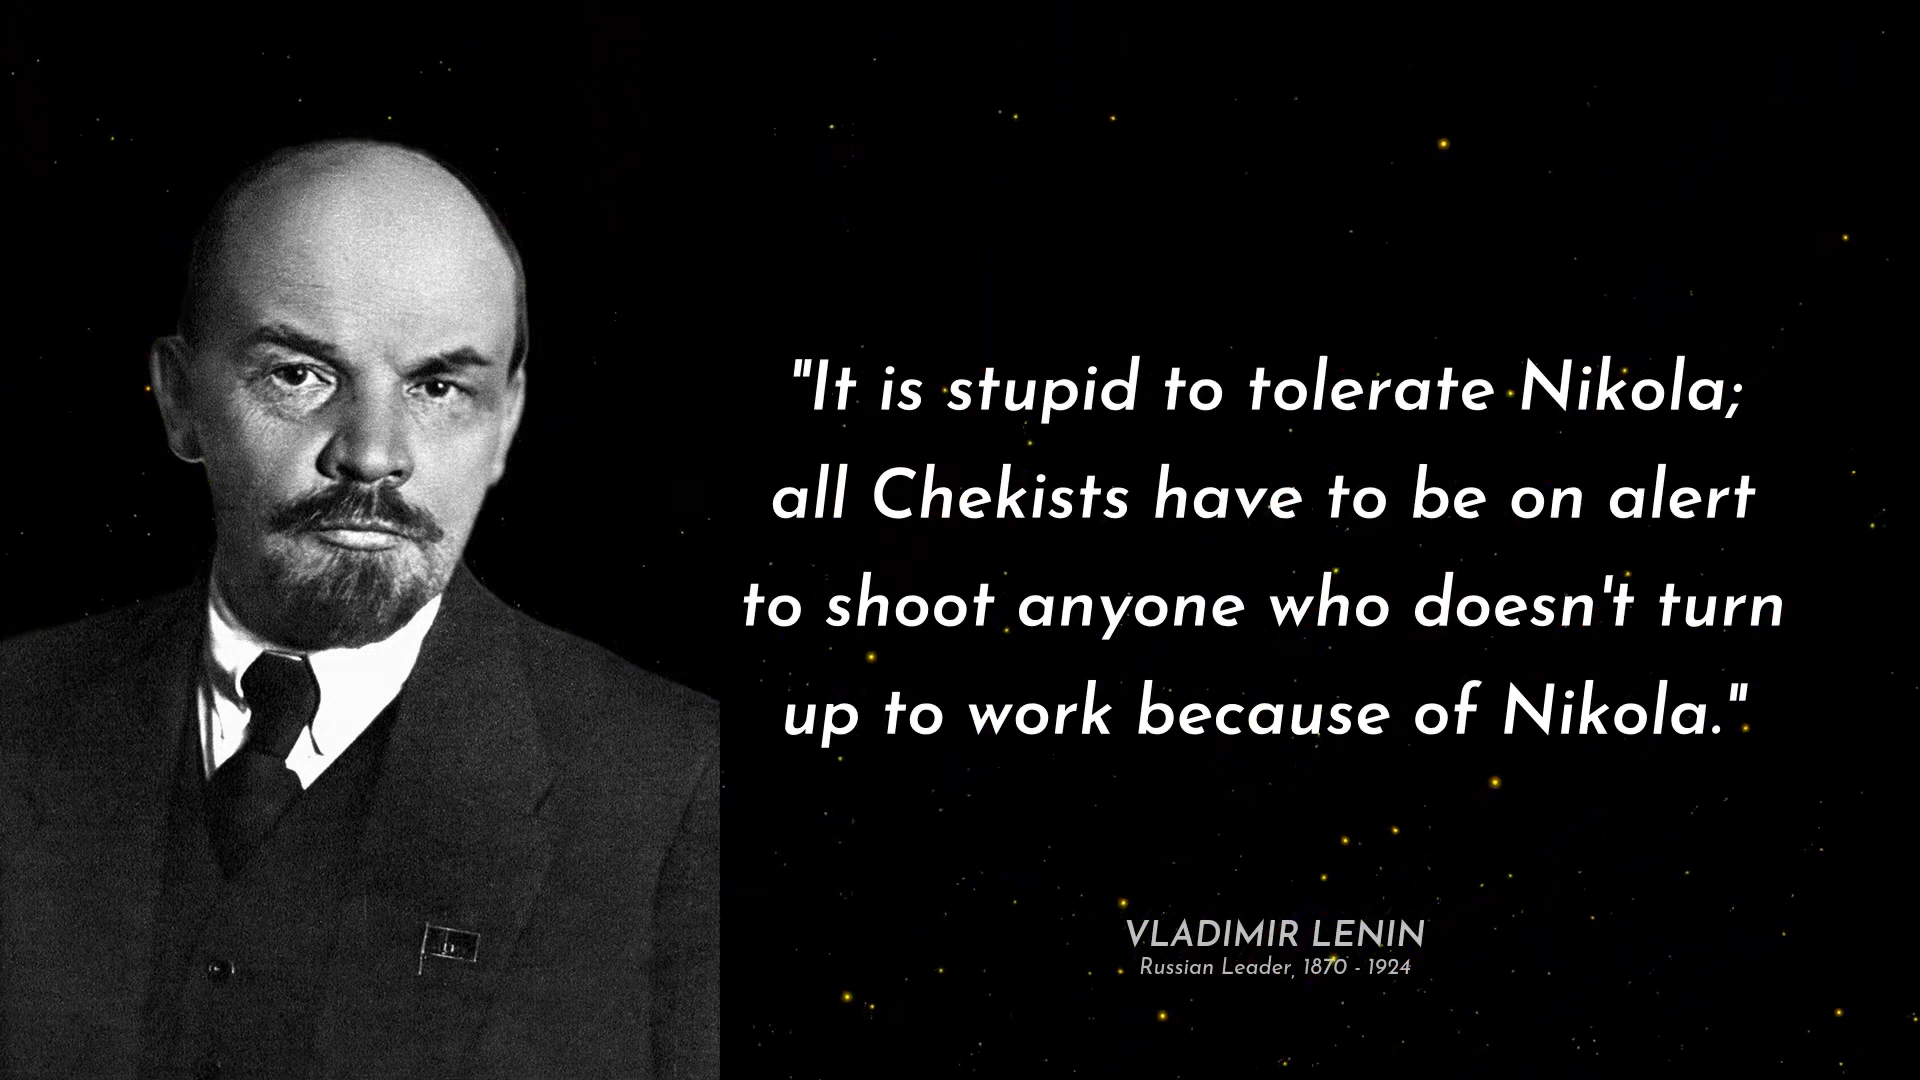 "It is stupid to tolerate Nikola;
all Chekists have to be on alert
to shoot anyone who doesn't turn
up to work because of Nikola."
VLADIMIR LENIN
Russian Leader, 1870 - 1924